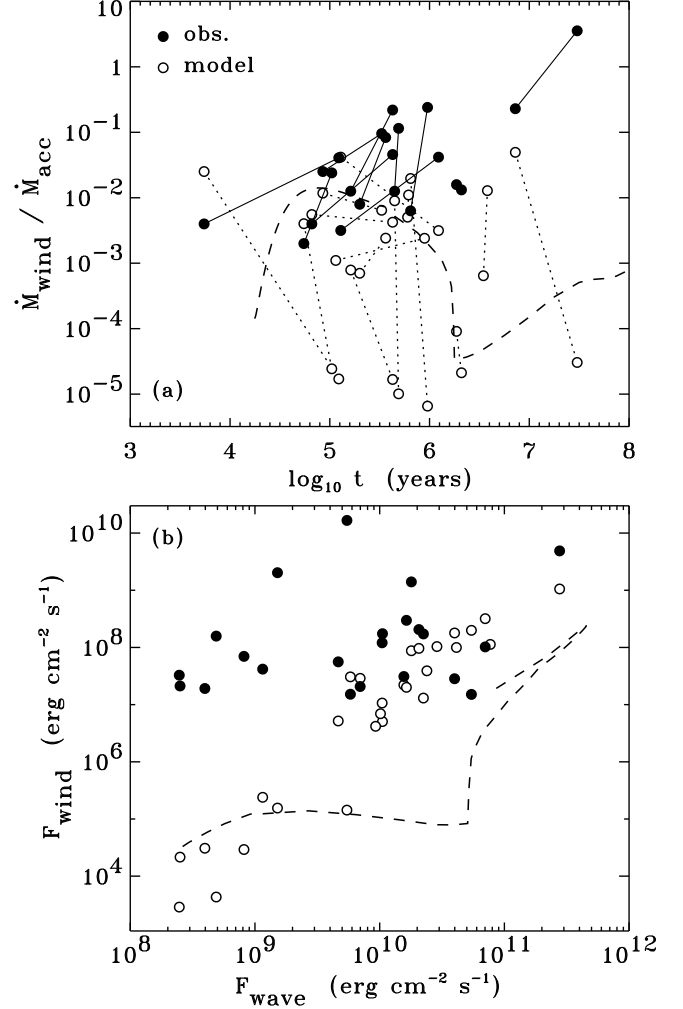 10
1
10⁻¹
10⁻²
10⁻³
10⁻⁴
10⁻⁵
Ṁwind / Ṁacc
obs.
model
(a)
3 4 5 6 7 8
log₁₀ t (years)
(b)
10¹⁰
10⁸
10⁶
10⁴
Fwind (erg cm⁻² s⁻¹)
10⁸ 10⁹ 10¹⁰ 10¹¹ 10¹²
Fwave (erg cm⁻² s⁻¹)